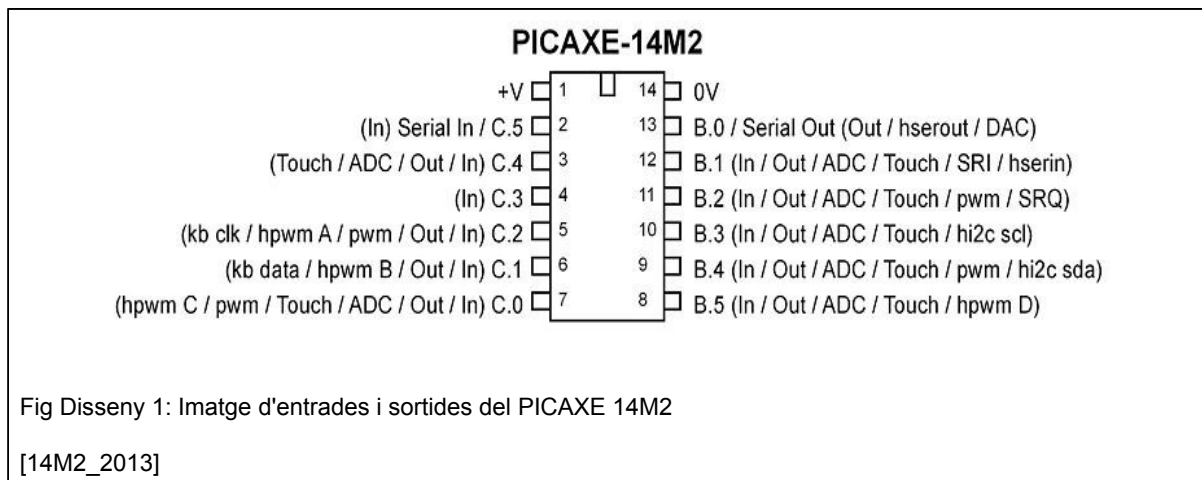 PICAXE-14M2
+V 1 14 0V
(In) Serial In / C.5 2 13 B.0 / Serial Out (Out / hserout / DAC)
(Touch / ADC / Out / In) C.4 3 12 B.1 (In / Out / ADC / Touch / SRI / hserin)
(In) C.3 4 11 B.2 (In / Out / ADC / Touch / pwm / SRQ)
(kb clk / hpwm A / pwm / Out / In) C.2 5 10 B.3 (In / Out / ADC / Touch / hi2c scl)
(kb data / hpwm B / Out / In) C.1 6 9 B.4 (In / Out / ADC / Touch / pwm / hi2c sda)
(hpwm C / pwm / Touch / ADC / Out / In) C.0 7 8 B.5 (In / Out / ADC / Touch / hpwm D)
Fig Disseny 1: Imatge d'entrades i sortides del PICAXE 14M2
[14M2_2013]